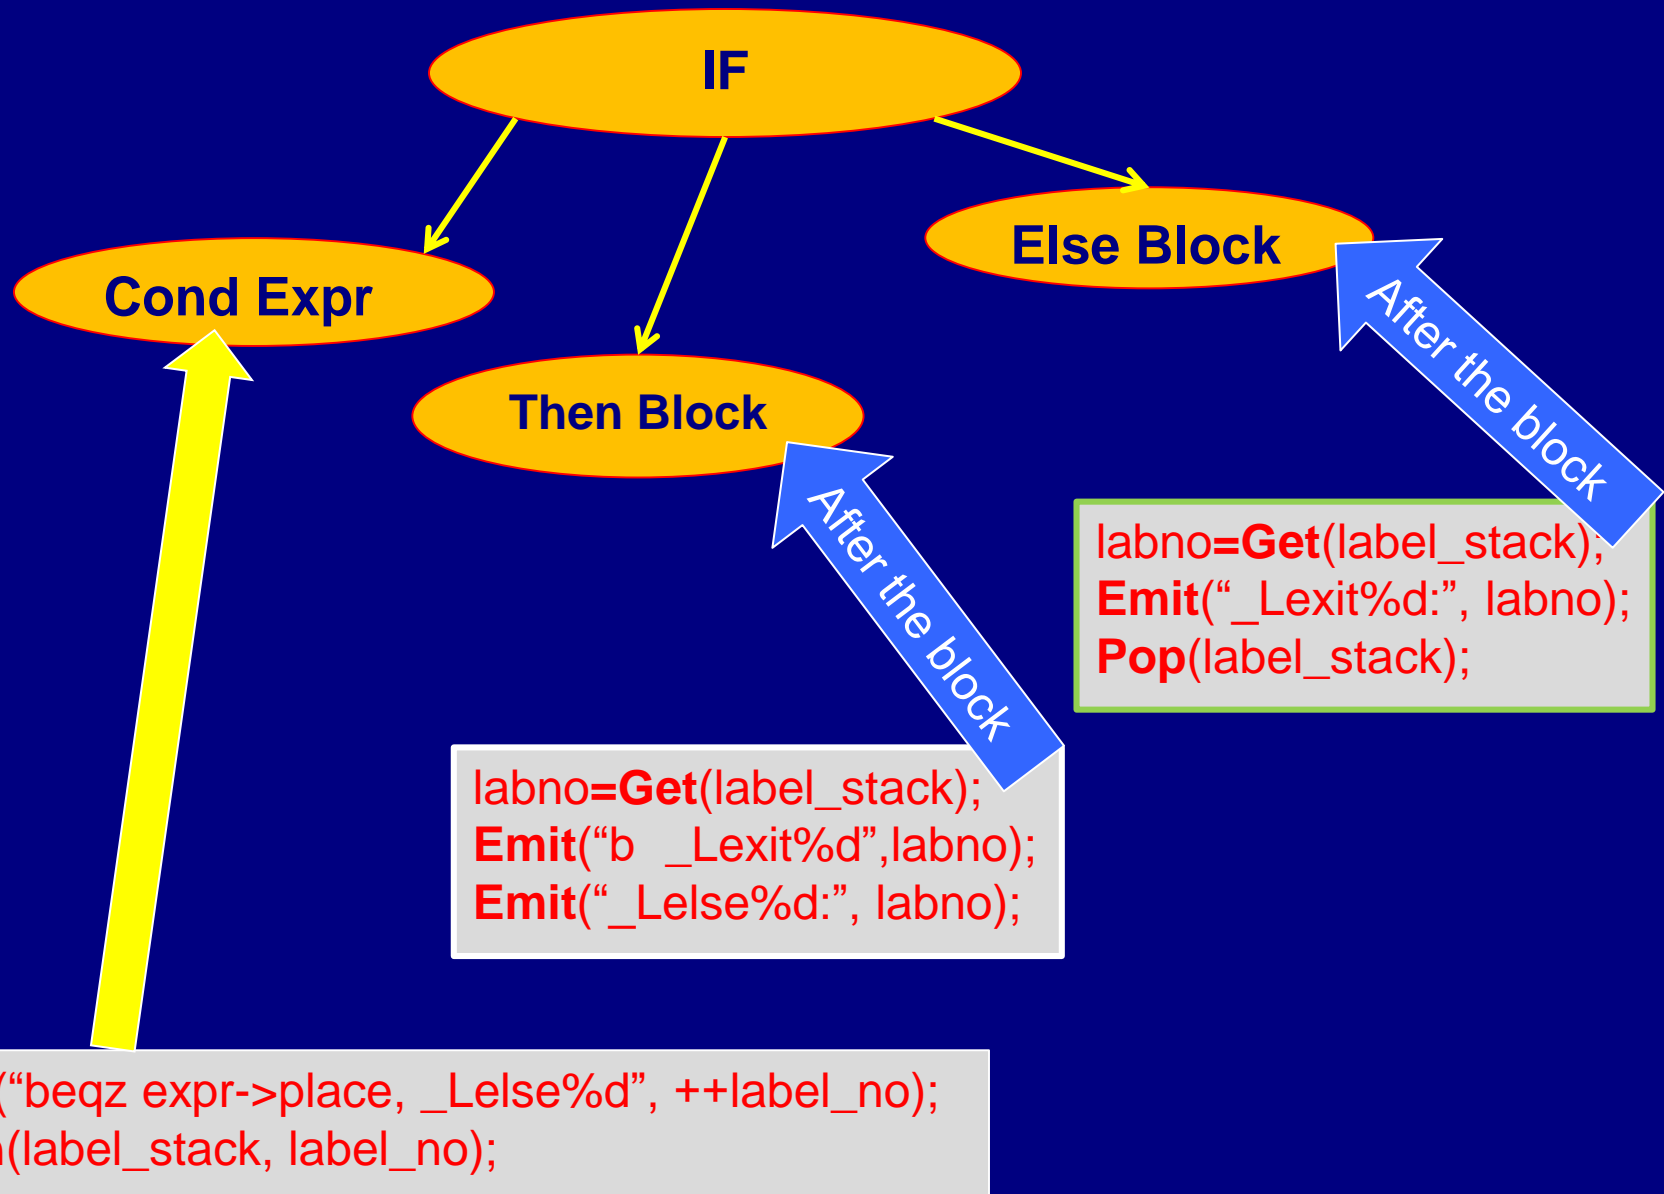 IF
Cond Expr
Then Block
Else Block
After the block
After the block
labno=Get(label_stack);
Emit(“_Lexit%d:”, labno);
Pop(label_stack);
labno=Get(label_stack);
Emit(“b _Lexit%d”,labno);
Emit(“_Lelse%d:”, labno);
(“beqz expr->place, _Lelse%d”, ++label_no);
(label_stack, label_no);